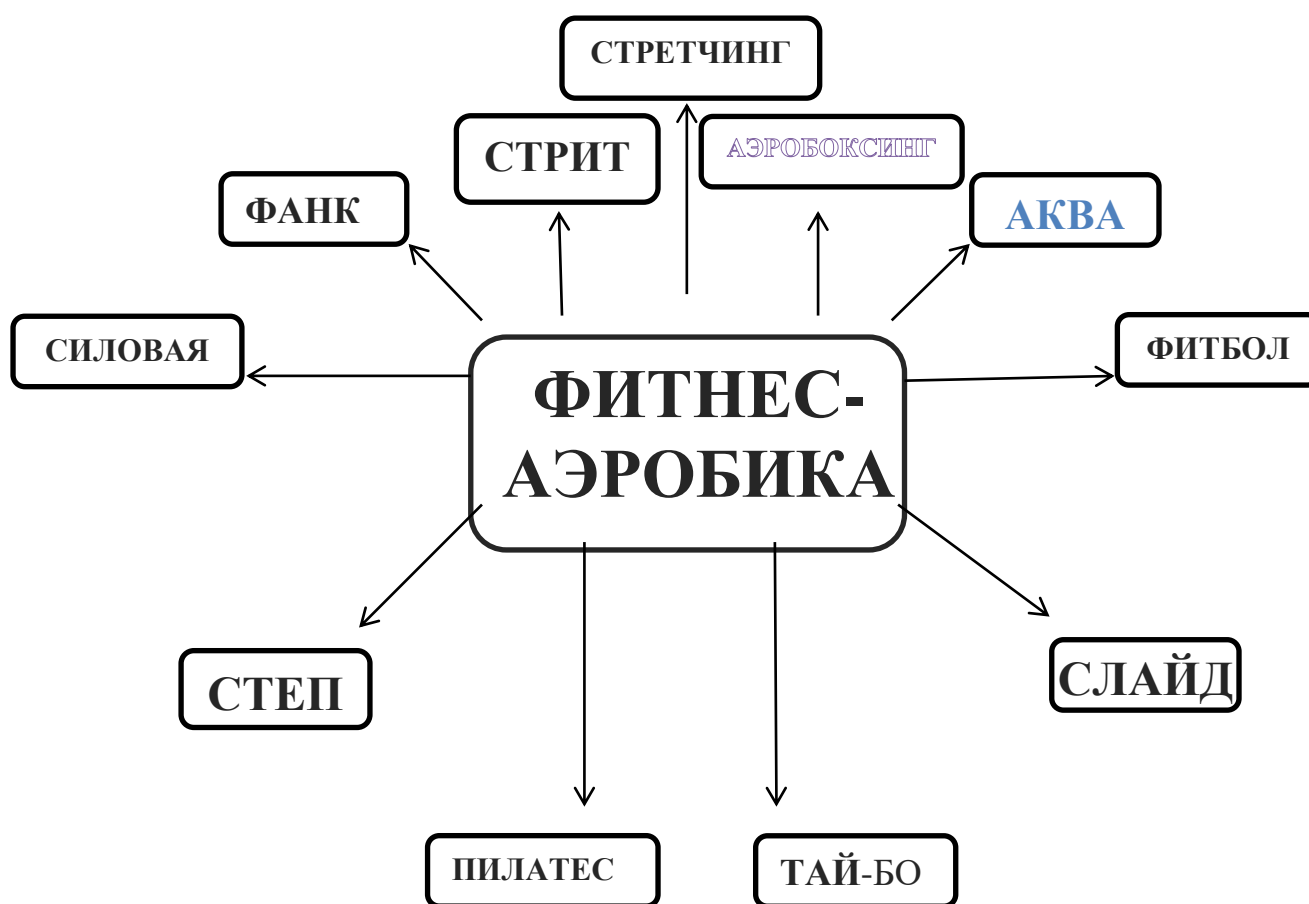 СТРЕТЧИНГ
СТРИТ
АЭРОБОКСИНГ
ФАНК
АКВА
СИЛОВАЯ
ФИТБОЛ
ФИТНЕС-
АЭРОБИКА
СТЕП
СЛАЙД
ПИЛАТЕС
ТАЙ-БО